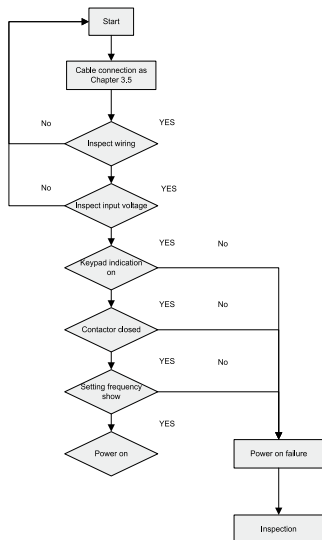 Start
Cable connection as
Chapter 3,5
No
YES
Inspect wiring
No
YES
Inspect input voltage
YES
No
Keypad indication
on
YES
No
Contactor closed
YES
No
Setting frequency
show
YES
Power on
Power on failure
Inspection